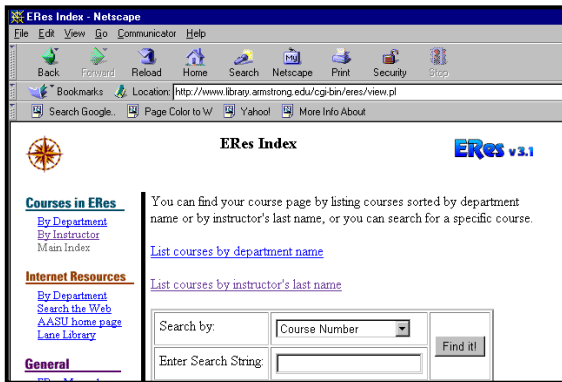 ERes Index - Netscape
File Edit View Go Communicator Help
Back Forward Reload Home Search Netscape Print Security Stop
Bookmarks Location: http://www.library.armstrong.edu/cgi-bin/eres/view.pl
Search Google.. Page Color to W Yahoo! More Info About
ERes Index
ERes v3.1
Courses in ERes
By Department
By Instructor
Main Index
Internet Resources
By Department
Search the Web
AASU home page
Lane Library
General
You can find your course page by listing courses sorted by department
name or by instructor's last name, or you can search for a specific course.
List courses by department name
List courses by instructor's last name
Search by: Course Number
Find it!
Enter Search String: